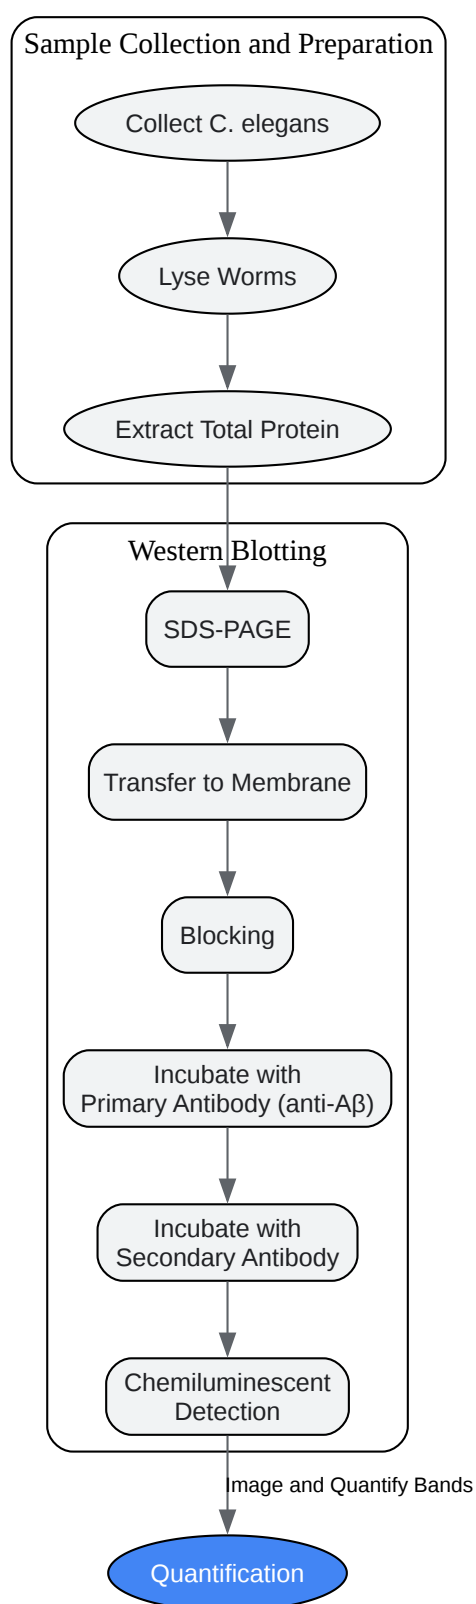 Sample Collection and Preparation
Collect C. elegans
Lyse Worms
Extract Total Protein
Western Blotting
SDS-PAGE
Transfer to Membrane
Blocking
Incubate with
Primary Antibody (anti-Aβ)
Incubate with
Secondary Antibody
Chemiluminescent
Detection
Image and Quantify Bands
Quantification